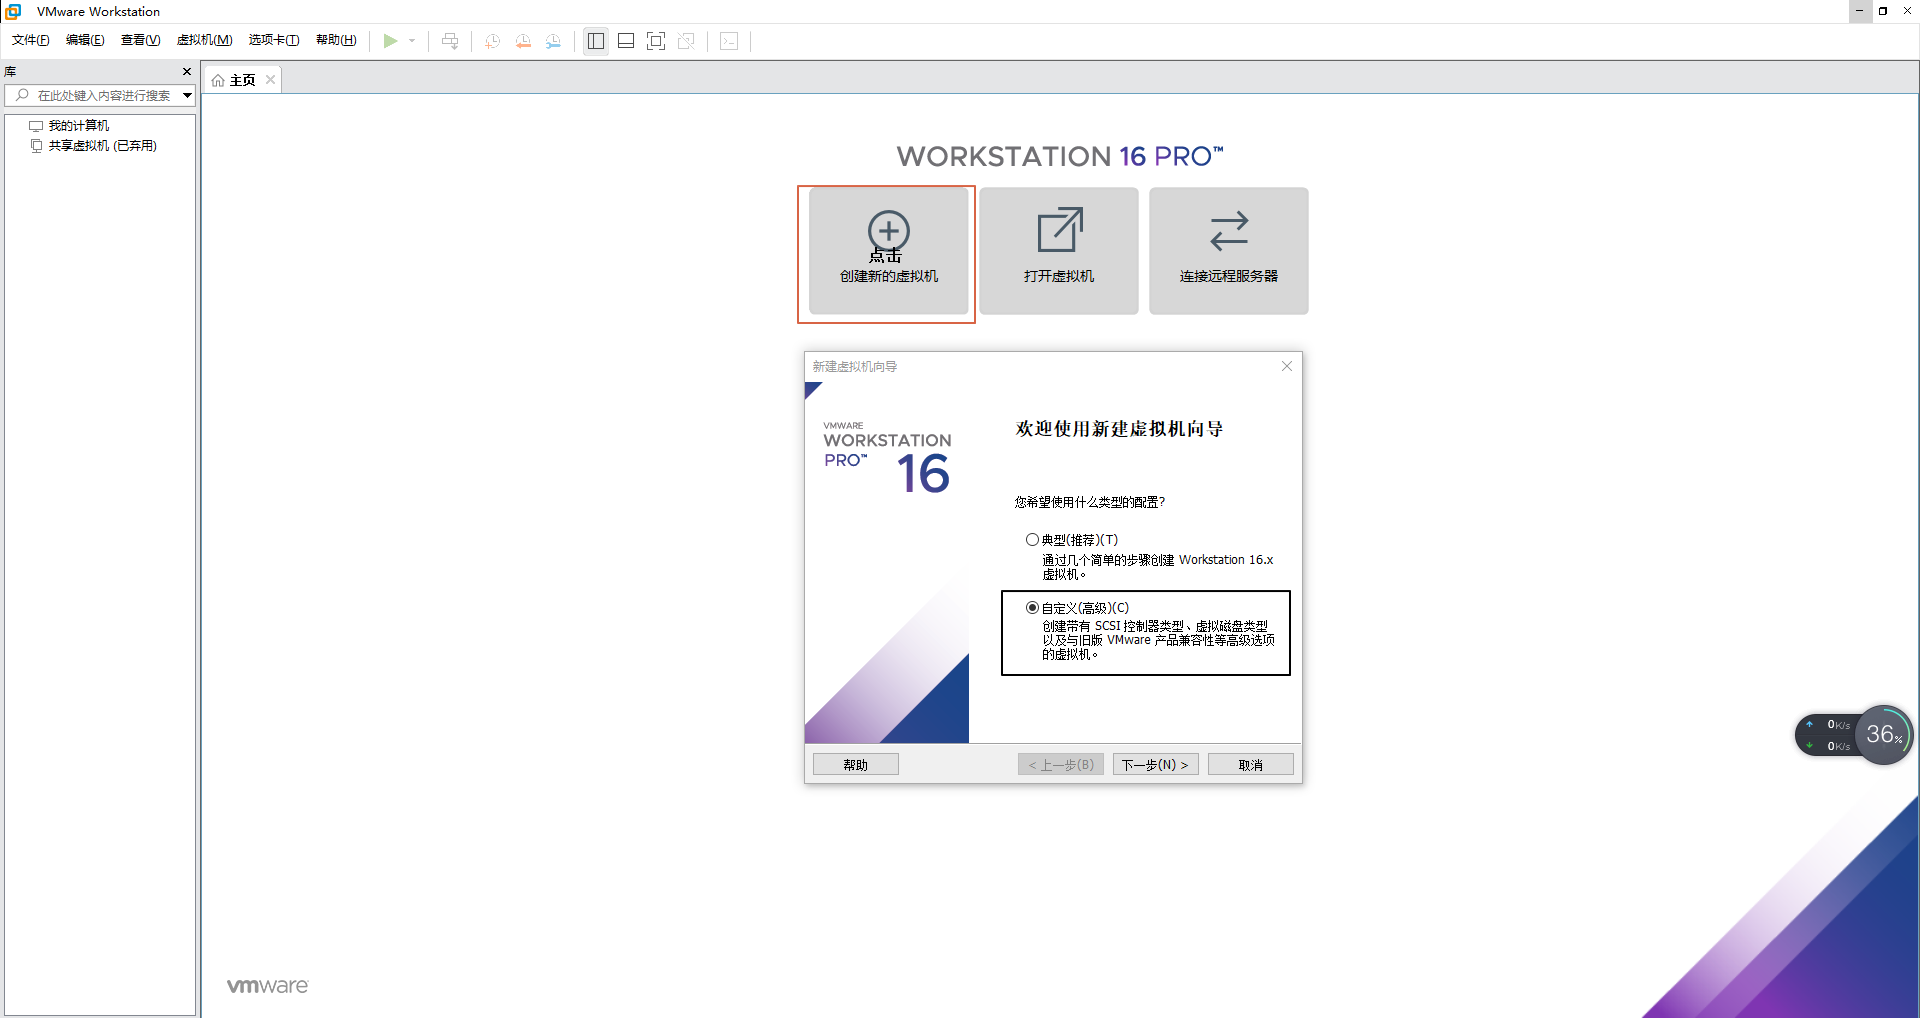 VMware Workstation
文件(F) 编辑(E) 查看(V) 虚拟机(M) 选项卡(T) 帮助(H)
库
在此处键入内容进行搜索
我的计算机
共享虚拟机 (已弃用)
主页
WORKSTATION 16 PRO™
点击
创建新的虚拟机
打开虚拟机
连接远程服务器
新建虚拟机向导
VMWARE
WORKSTATION
PRO™ 16
欢迎使用新建虚拟机向导
您希望使用什么类型的配置?
典型(推荐)(T)
通过几个简单的步骤创建 Workstation 16.x
虚拟机。
自定义(高级)(C)
创建带有 SCSI 控制器类型、虚拟磁盘类型
以及与旧版 VMware 产品兼容性等高级选项
的虚拟机。
帮助
< 上一步(B)
下一步(N) >
取消
0K/s
0K/s
36%
vmware